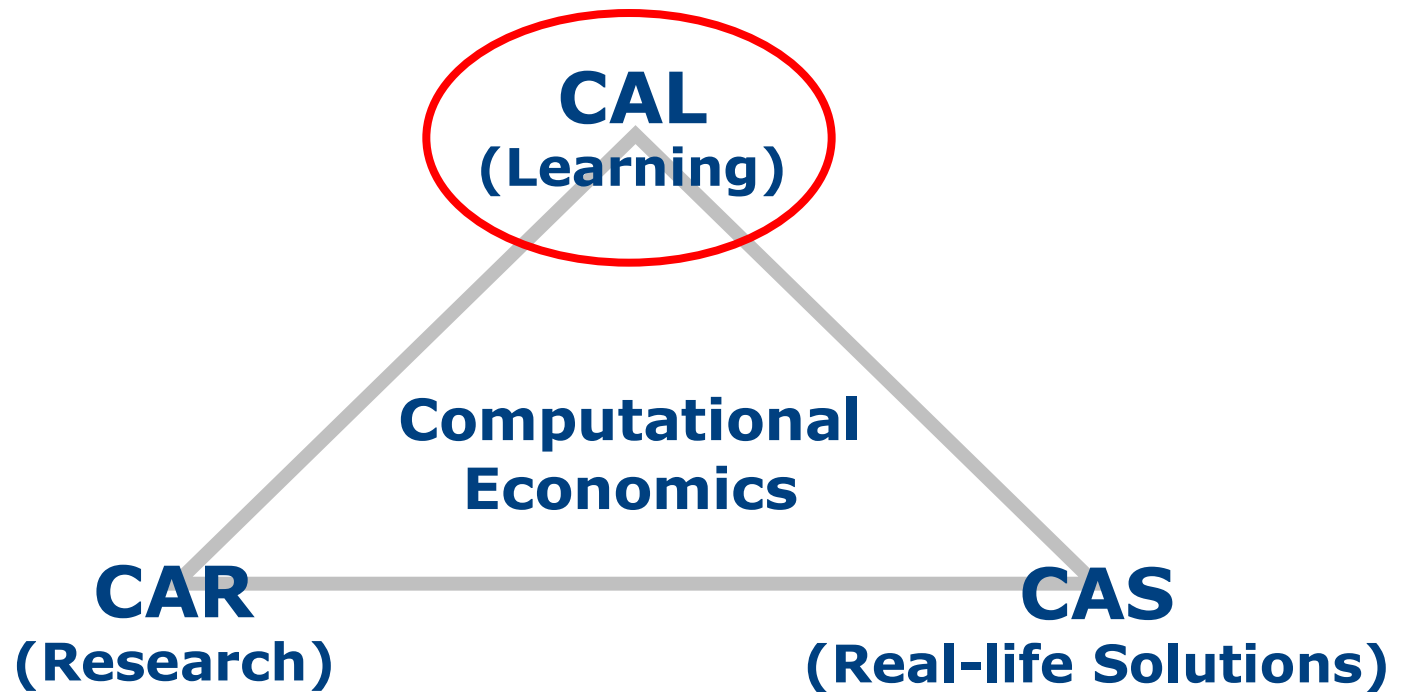 CAL
(Learning)
Computational
Economics
CAR
(Research)
CAS
(Real-life Solutions)